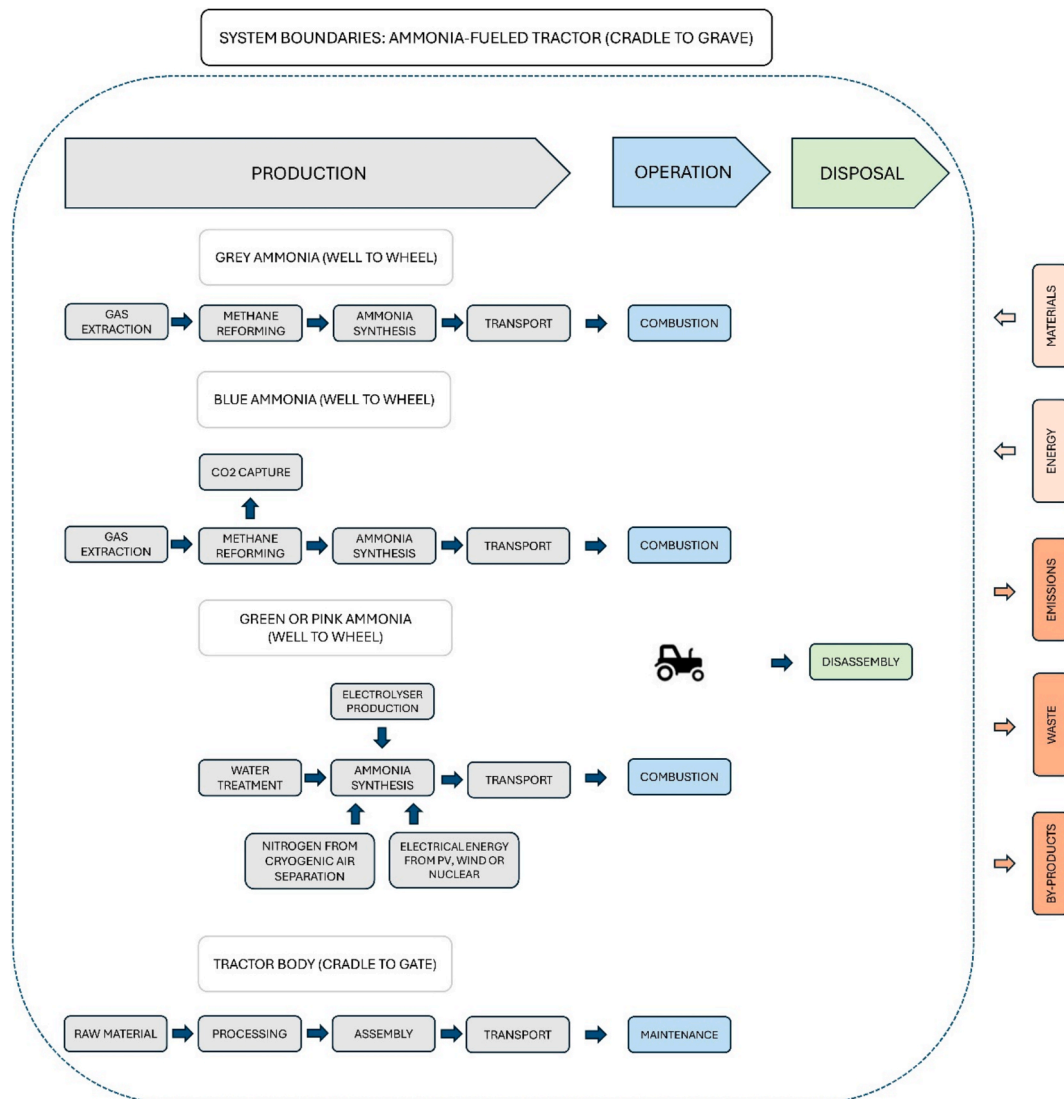 SYSTEM BOUNDARIES: AMMONIA-FUELED TRACTOR (CRADLE TO GRAVE)
PRODUCTION
OPERATION
DISPOSAL
GREY AMMONIA (WELL TO WHEEL)
GAS
EXTRACTION
METHANE
REFORMING
AMMONIA
SYNTHESIS
TRANSPORT
COMBUSTION
BLUE AMMONIA (WELL TO WHEEL)
CO2 CAPTURE
GAS
EXTRACTION
METHANE
REFORMING
AMMONIA
SYNTHESIS
TRANSPORT
COMBUSTION
GREEN OR PINK AMMONIA
(WELL TO WHEEL)
DISASSEMBLY
ELECTROLYSER
PRODUCTION
WATER
TREATMENT
AMMONIA
SYNTHESIS
TRANSPORT
COMBUSTION
NITROGEN FROM
CRYOGENIC AIR
SEPARATION
ELECTRICAL ENERGY
FROM PV, WIND OR
NUCLEAR
TRACTOR BODY (CRADLE TO GATE)
RAW MATERIAL
PROCESSING
ASSEMBLY
TRANSPORT
MAINTENANCE
MATERIALS
ENERGY
EMISSIONS
WASTE
BY-PRODUCTS